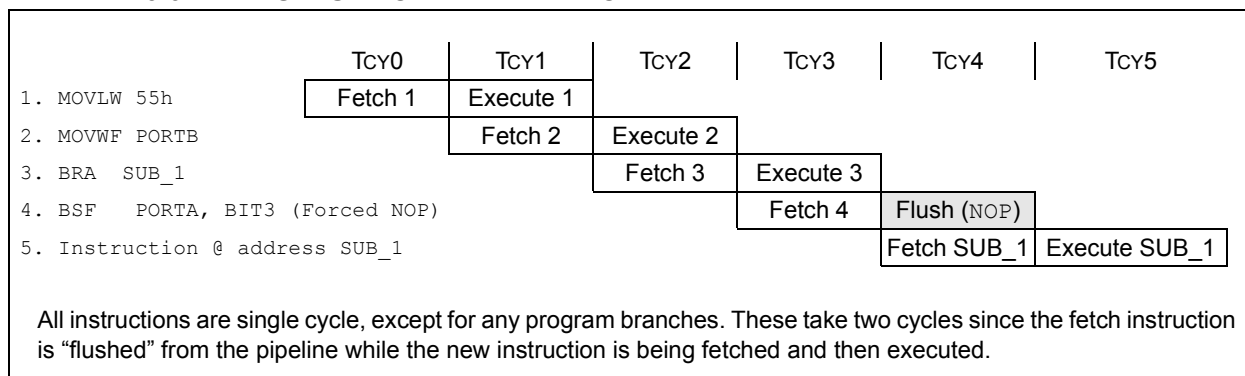 TCY0 TCY1 TCY2 TCY3 TCY4 TCY5
1. MOVLW 55h Fetch 1 Execute 1
2. MOVWF PORTB Fetch 2 Execute 2
3. BRA SUB_1 Fetch 3 Execute 3
4. BSF PORTA, BIT3 (Forced NOP) Fetch 4 Flush (NOP)
5. Instruction @ address SUB_1 Fetch SUB_1 Execute SUB_1
All instructions are single cycle, except for any program branches. These take two cycles since the fetch instruction
is “flushed” from the pipeline while the new instruction is being fetched and then executed.